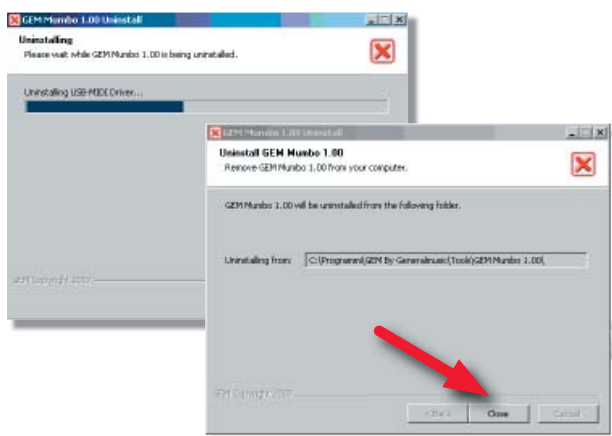 GEM Mumbo 1.00 Uninstall
Uninstalling
Please wait while GEM Mumbo 1.00 is being uninstalled.
Uninstalling USB-MIDI Driver...
GEM Copyright 2007
GEM Mumbo 1.00 Uninstall
Uninstall GEM Mumbo 1.00
Remove GEM Mumbo 1.00 from your computer.
GEM Mumbo 1.00 will be uninstalled from the following folder.
Uninstalling from: C:\Programmi\GEM By Generalmusic\Tools\GEM Mumbo 1.00\
GEM Copyright 2007
< Back Close Cancel